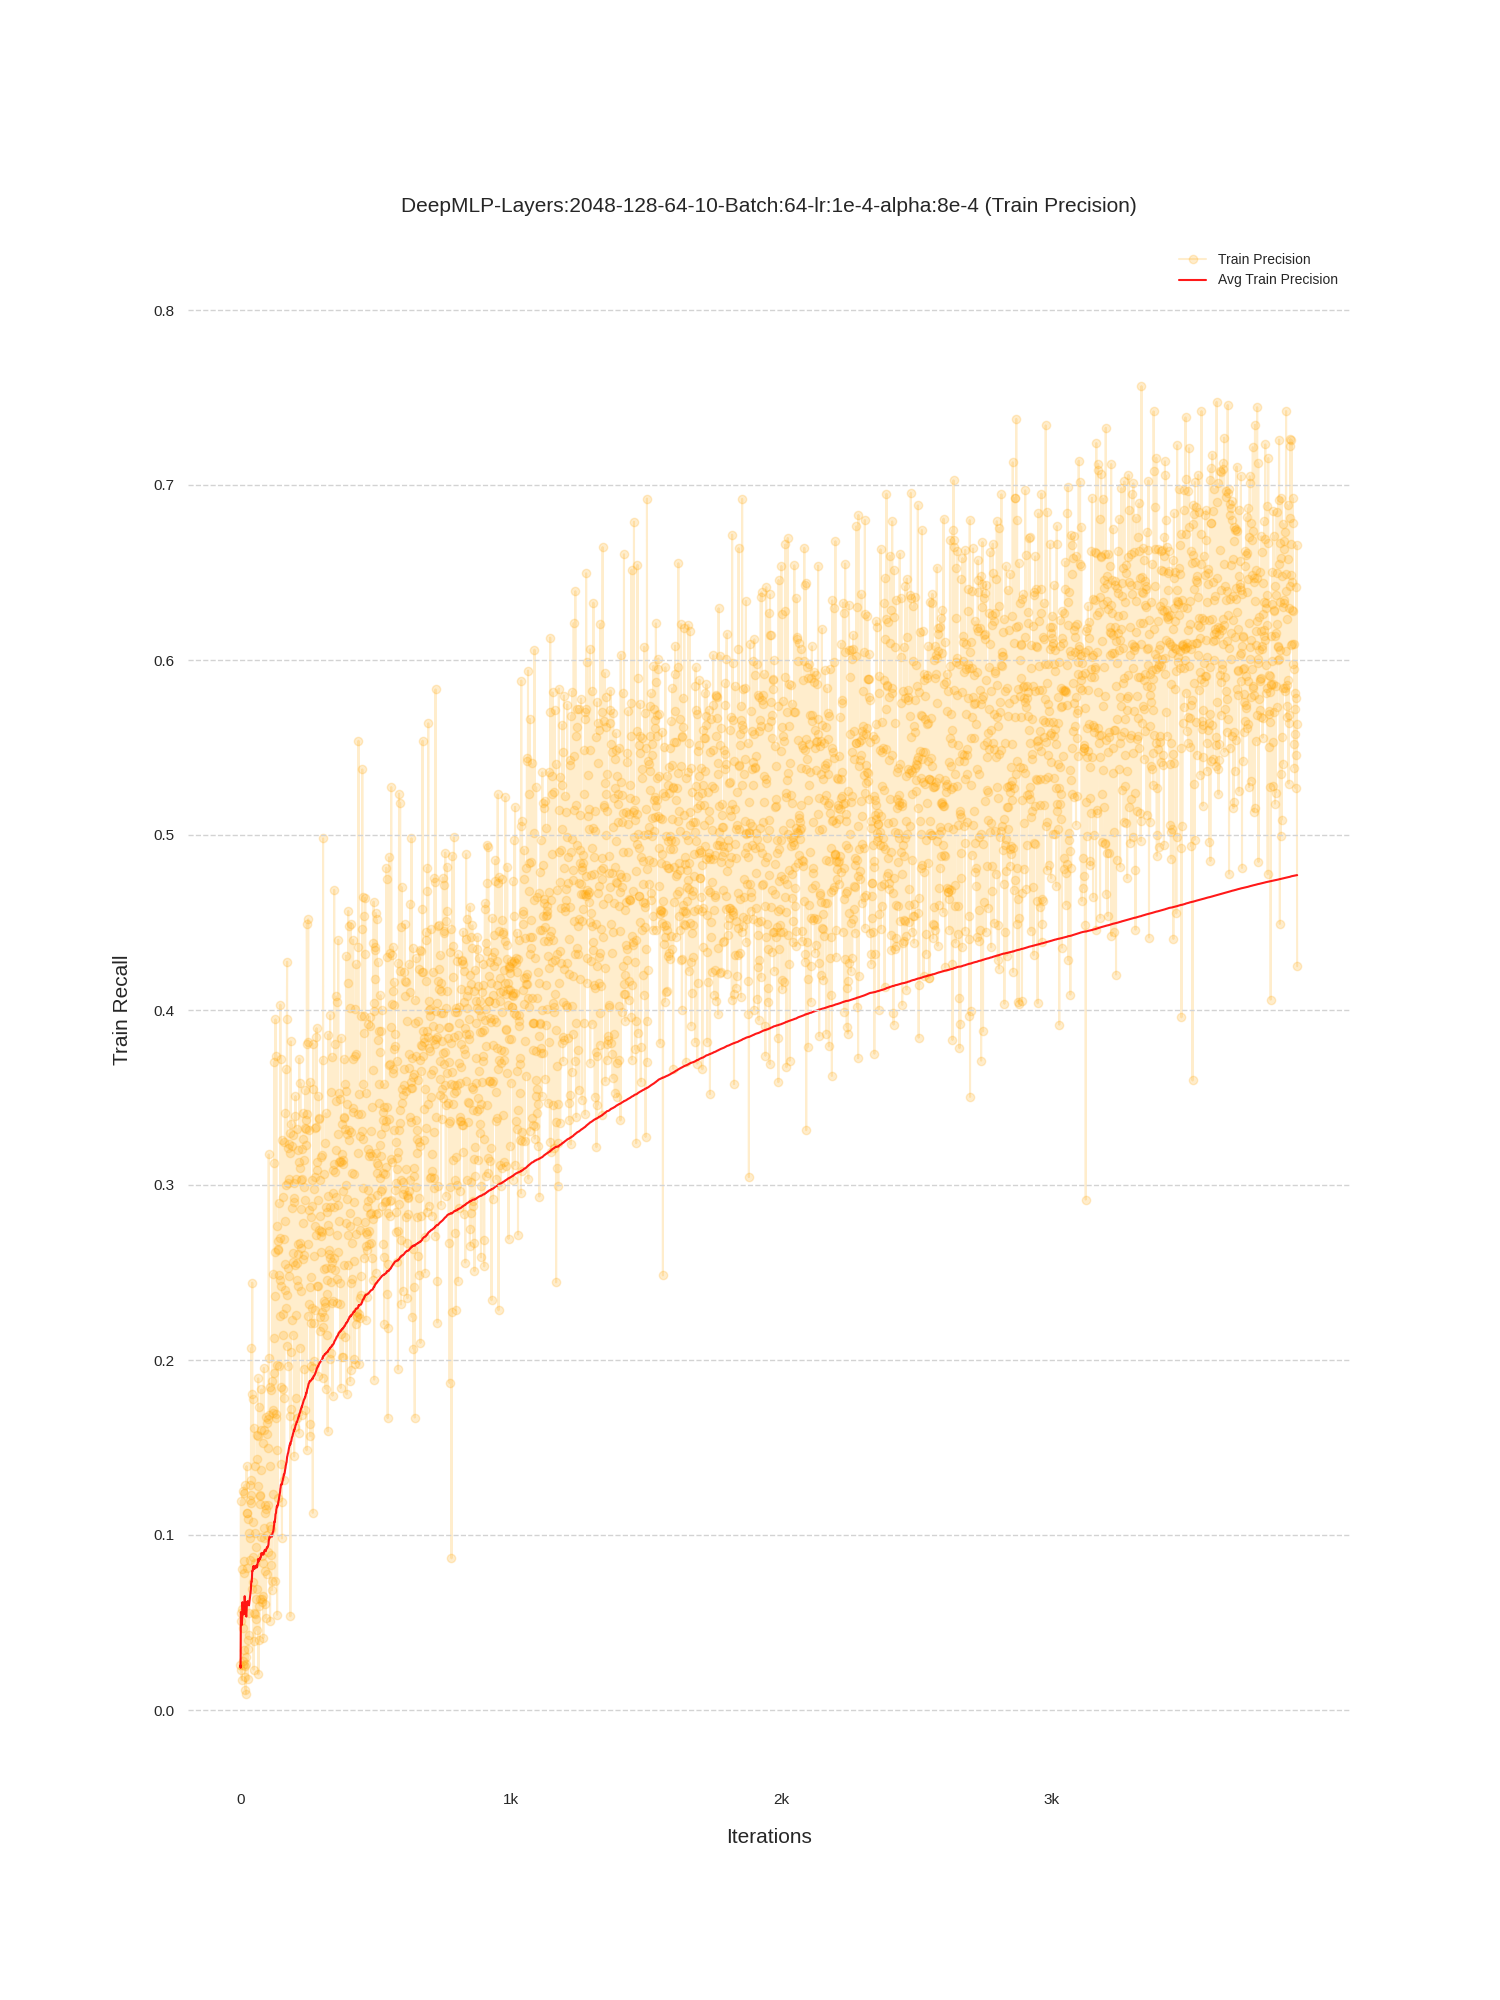 DeepMLP-Layers:2048-128-64-10-Batch:64-lr:1e-4-alpha:8e-4 (Train Precision)
Train Precision
Avg Train Precision
0.8
0.7
0.6
0.5
0.4
0.3
0.2
0.1
0.0
Train Recall
0 1k 2k 3k
Iterations